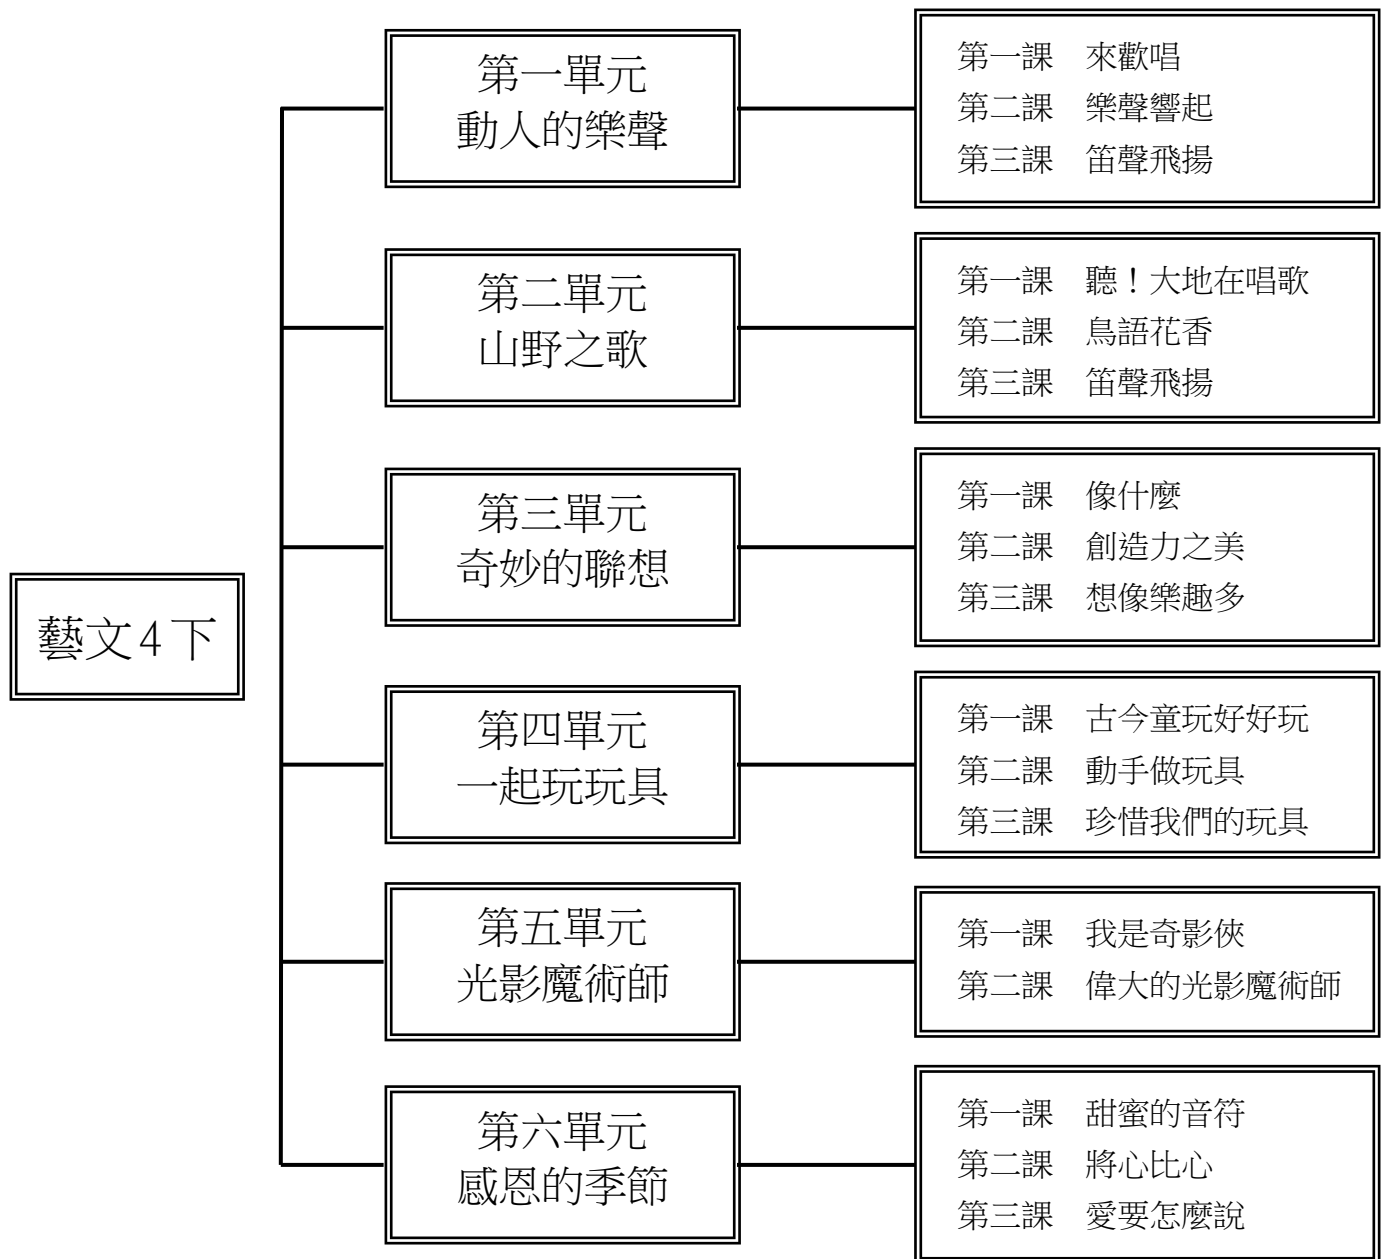 藝文4下
第一單元
動人的樂聲
第一課　來歡唱
第二課　樂聲響起
第三課　笛聲飛揚
第二單元
山野之歌
第一課　聽！大地在唱歌
第二課　鳥語花香
第三課　笛聲飛揚
第三單元
奇妙的聯想
第一課　像什麼
第二課　創造力之美
第三課　想像樂趣多
第四單元
一起玩玩具
第一課　古今童玩好好玩
第二課　動手做玩具
第三課　珍惜我們的玩具
第五單元
光影魔術師
第一課　我是奇影俠
第二課　偉大的光影魔術師
第六單元
感恩的季節
第一課　甜蜜的音符
第二課　將心比心
第三課　愛要怎麼說